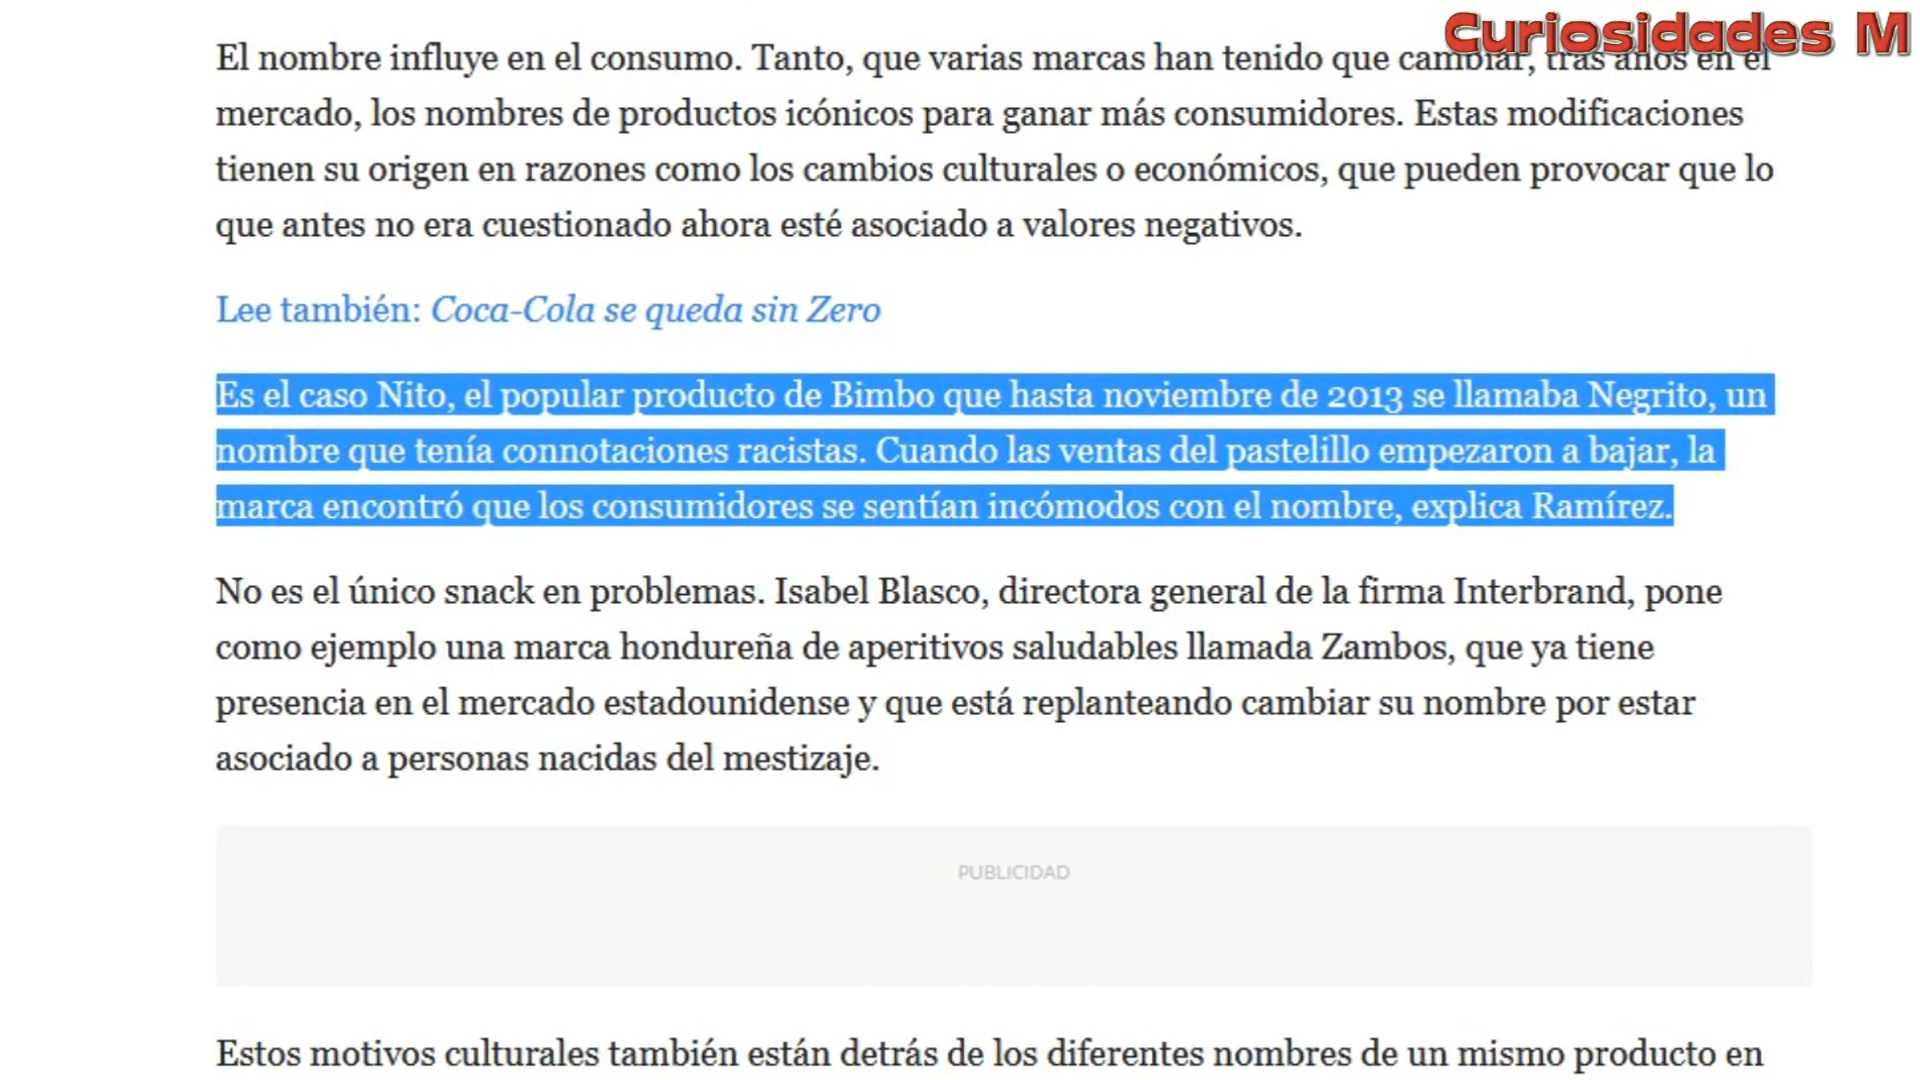 Curiosidades M
El nombre influye en el consumo. Tanto, que varias marcas han tenido que cambiar, tras años en el
mercado, los nombres de productos icónicos para ganar más consumidores. Estas modificaciones
tienen su origen en razones como los cambios culturales o económicos, que pueden provocar que lo
que antes no era cuestionado ahora esté asociado a valores negativos.
Lee también: Coca-Cola se queda sin Zero
Es el caso Nito, el popular producto de Bimbo que hasta noviembre de 2013 se llamaba Negrito, un
nombre que tenía connotaciones racistas. Cuando las ventas del pastelillo empezaron a bajar, la
marca encontró que los consumidores se sentían incómodos con el nombre, explica Ramírez.
No es el único snack en problemas. Isabel Blasco, directora general de la firma Interbrand, pone
como ejemplo una marca hondureña de aperitivos saludables llamada Zambos, que ya tiene
presencia en el mercado estadounidense y que está replanteando cambiar su nombre por estar
asociado a personas nacidas del mestizaje.
PUBLICIDAD
Estos motivos culturales también están detrás de los diferentes nombres de un mismo producto en